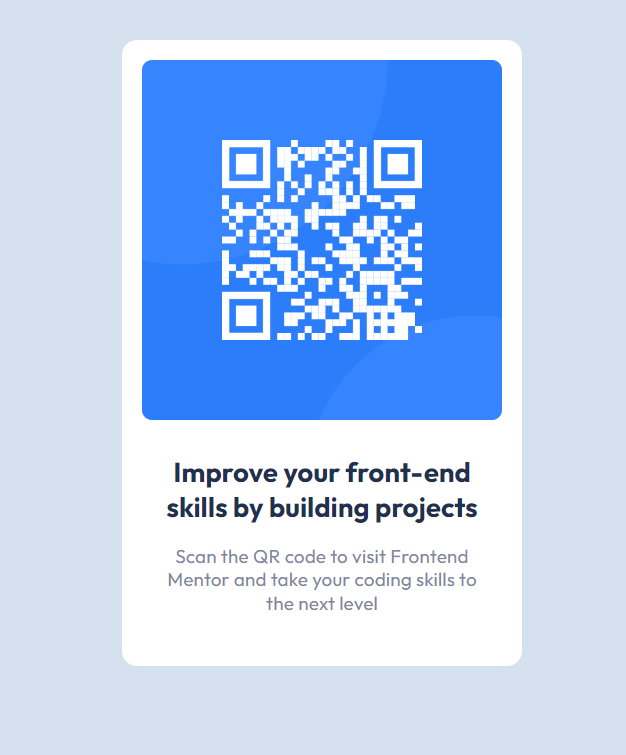 Improve your front-end
skills by building projects
Scan the QR code to visit Frontend
Mentor and take your coding skills to
the next level